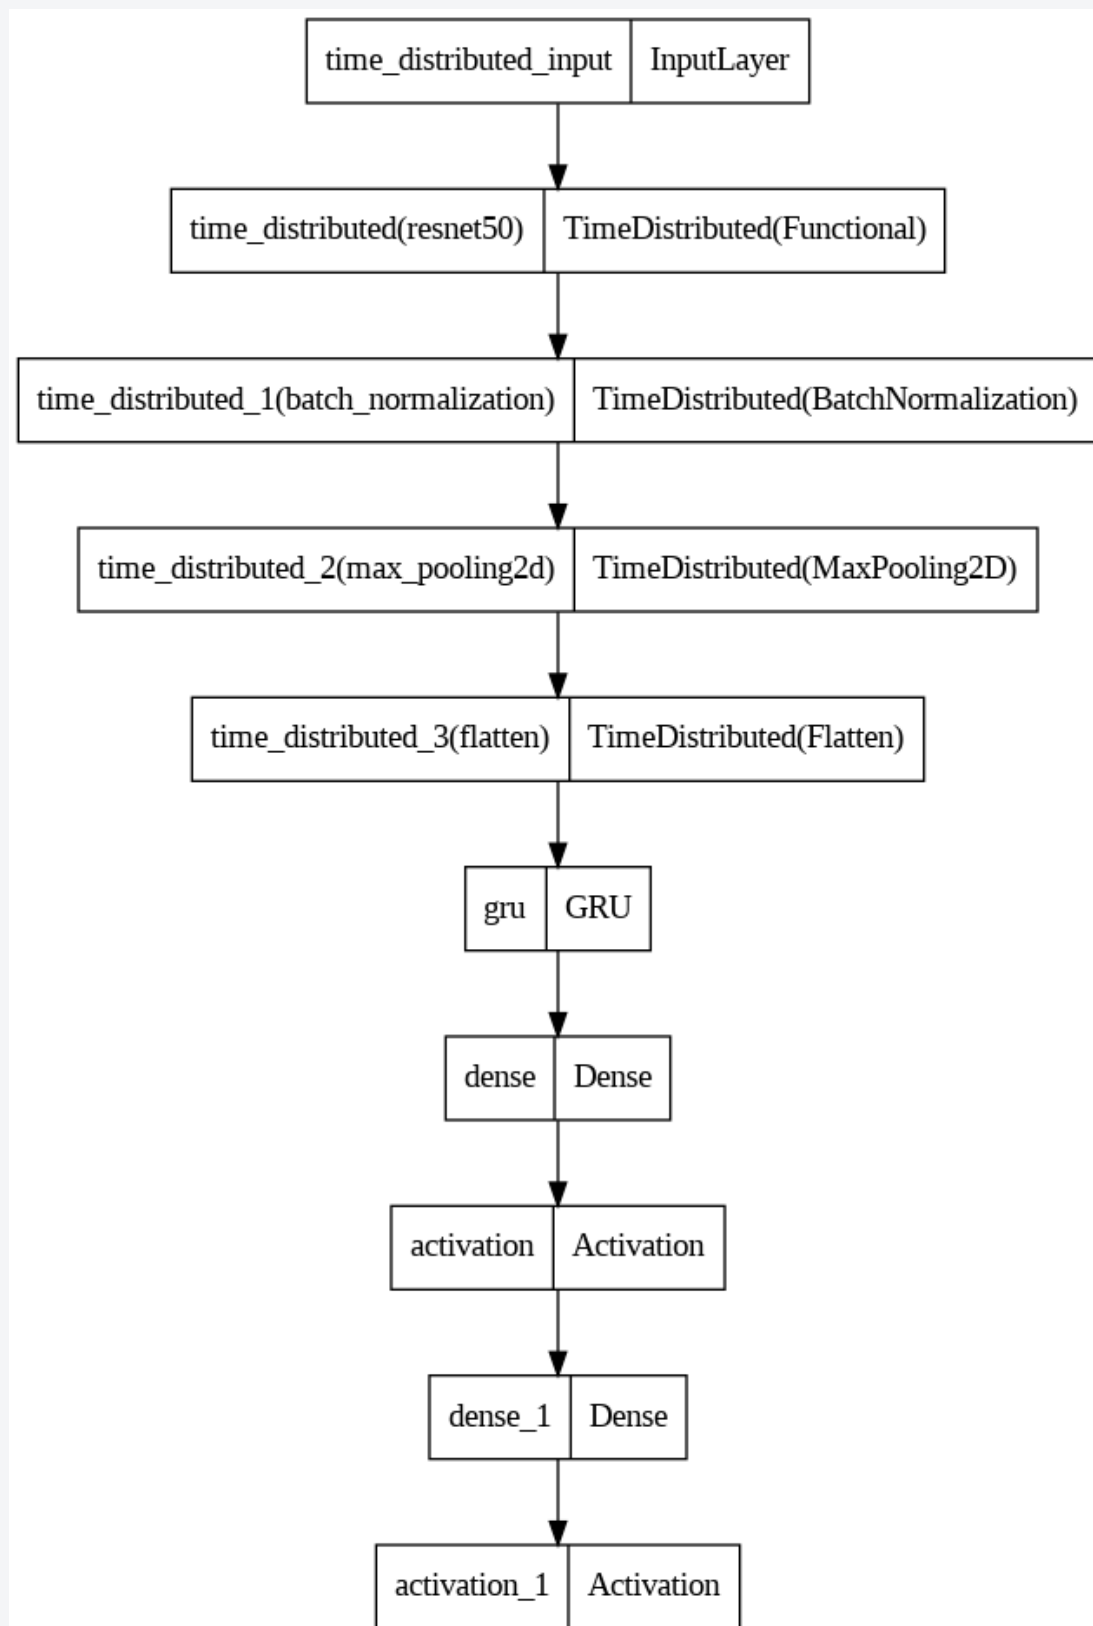 time_distributed_input InputLayer
time_distributed(resnet50) TimeDistributed(Functional)
time_distributed_1(batch_normalization) TimeDistributed(BatchNormalization)
time_distributed_2(max_pooling2d) TimeDistributed(MaxPooling2D)
time_distributed_3(flatten) TimeDistributed(Flatten)
gru GRU
dense Dense
activation Activation
dense_1 Dense
activation_1 Activation